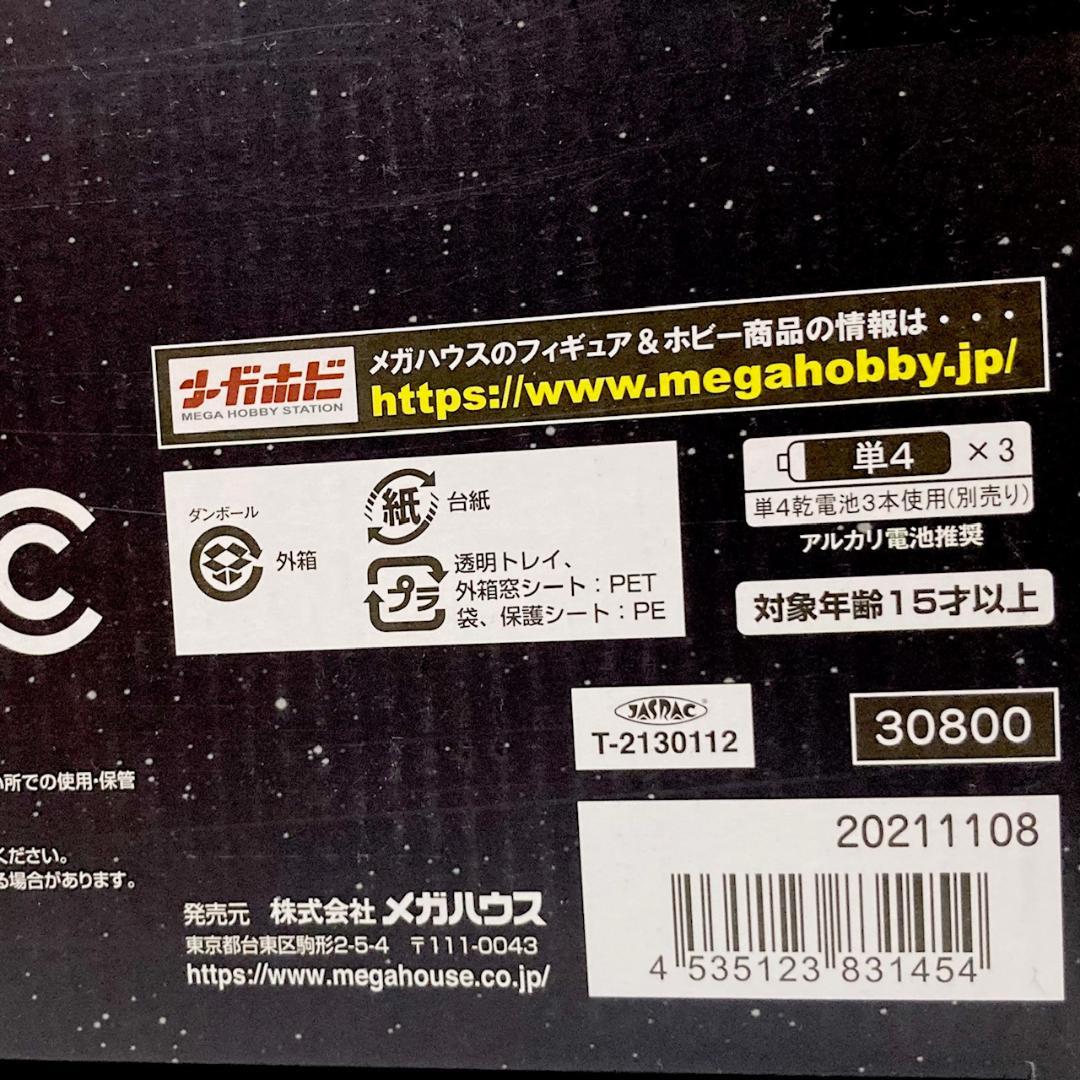 メガホビ
MEGA HOBBY STATION
メガハウスのフィギュア&ホビー商品の情報は・・・
https://www.megahobby.jp/
単4 ×3
単4乾電池3本使用(別売り)
アルカリ電池推奨
対象年齢15才以上
ダンボール
外箱
紙
台紙
プラ
透明トレイ、
外箱窓シート:PET
袋、保護シート:PE
C
JASRAC
T-2130112
30800
所での使用・保管
ください。
る場合があります。
発売元 株式会社 メガハウス
東京都台東区駒形2-5-4 〒111-0043
https://www.megahouse.co.jp/
20211108
4 535123 831454